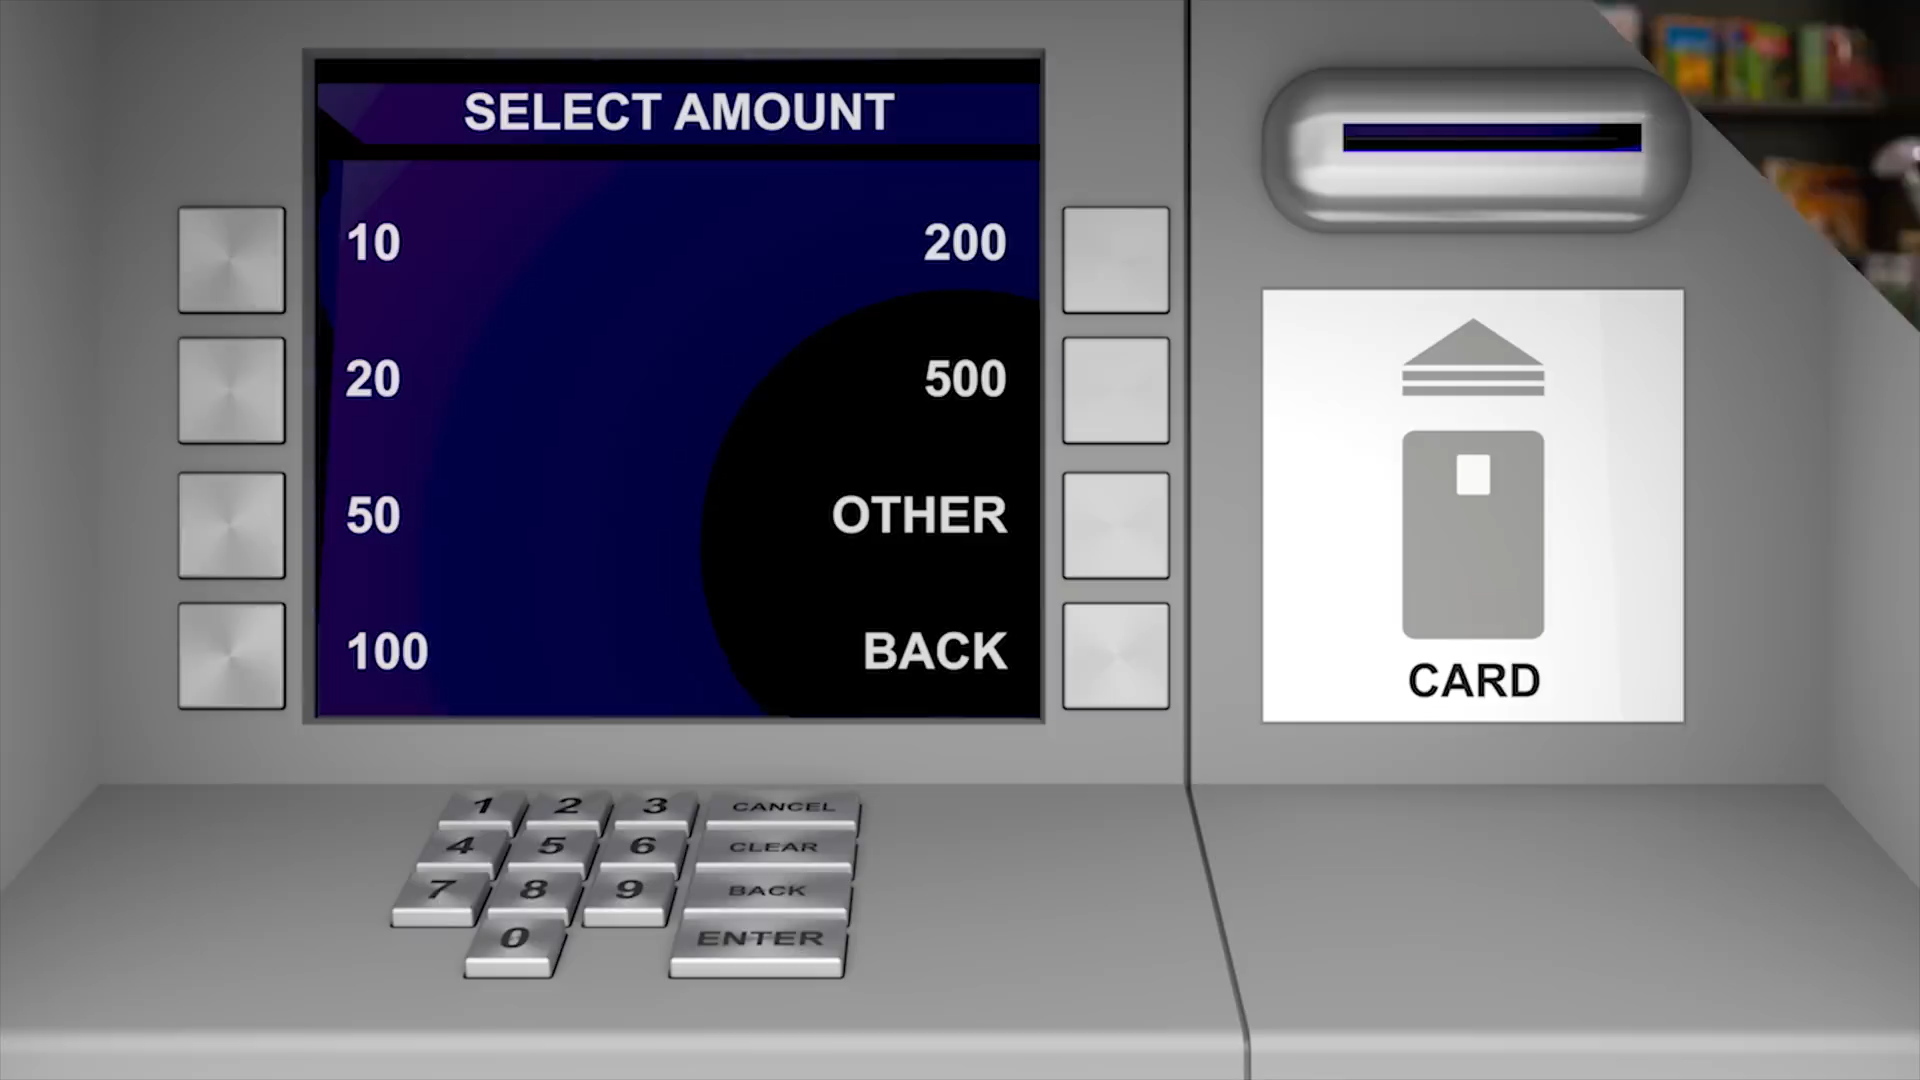 SELECT AMOUNT
10 200
20 500
50 OTHER
100 BACK
CARD
1 2 3 CANCEL
4 5 6 CLEAR
7 8 9 BACK
0 ENTER